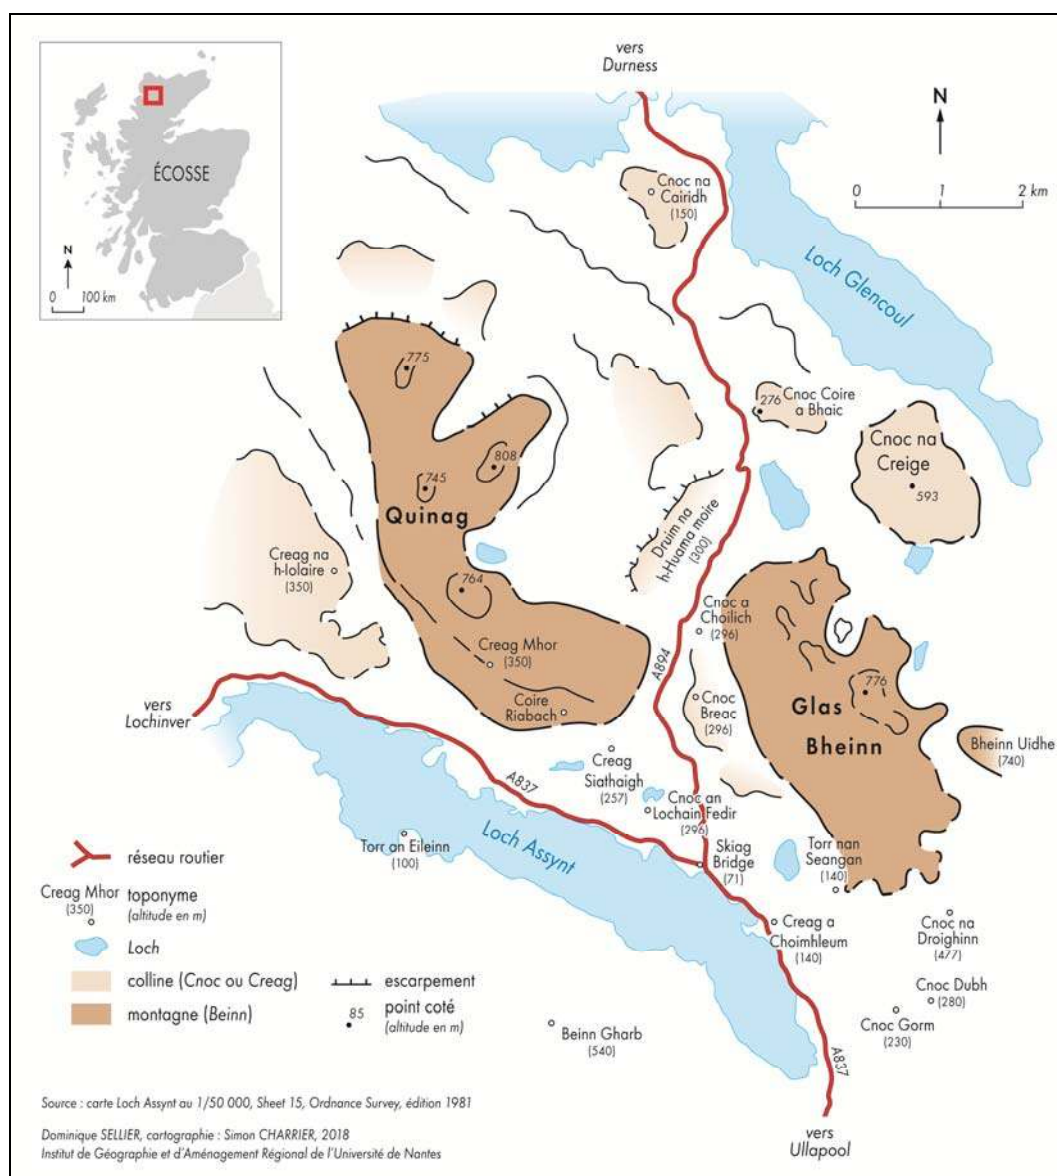 N
ÉCOSSE
0
100 km
vers
Durness
N
0
1
2 km
Cnoc na
Cairidh
(150)
Loch Glencoul
775
808
745
Quinag
764
Creag na
h-Iolaire
(350)
276
Cnoc Coire
a Bhaic
Cnoc na
Creige
593
Druim na
h-Huama moire
(300)
Cnoc a
Choilich
(296)
A894
Creag Mhor
(350)
Coire
Riabach
Cnoc
Breac
(296)
776
Glas
Bheinn
Bheinn Uidhe
(740)
vers
Lochinver
A837
Creag
Siathaigh
(257)
Cnoc an
Lochain Fedir
(296)
Loch Assynt
Torr an Eileinn
(100)
Skiag
Bridge
(71)
Torr nan
Seangan
(140)
Creag a
Choimhleum
(140)
Cnoc na
Droighinn
(477)
Cnoc Dubh
(280)
Cnoc Gorm
(230)
Beinn Gharb
(540)
A837
vers
Ullapool
réseau routier
Creag Mhor
(350)
toponyme
(altitude en m)
Loch
colline (Cnoc ou Creag)
montagne (Beinn)
escarpement
85
point coté
(altitude en m)
Source : carte Loch Assynt au 1/50 000, Sheet 15, Ordnance Survey, édition 1981
Dominique SELLIER, cartographie : Simon CHARRIER, 2018
Institut de Géographie et d'Aménagement Régional de l'Université de Nantes